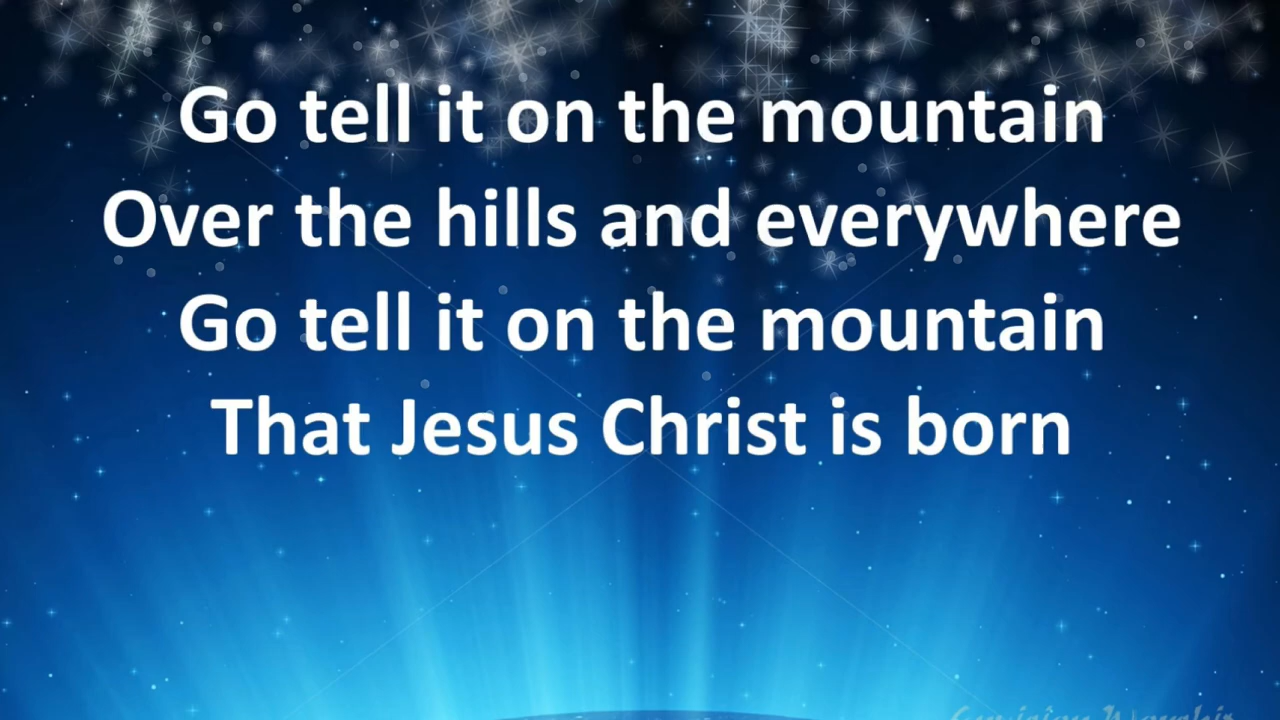 Go tell it on the mountain
Over the hills and everywhere
Go tell it on the mountain
That Jesus Christ is born